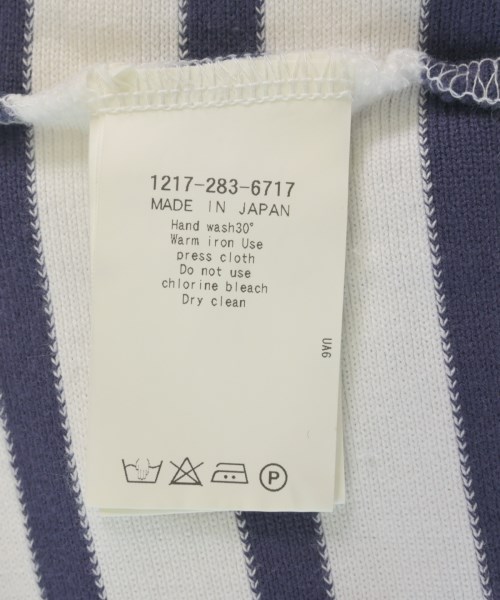 1217-283-6717
MADE IN JAPAN
Hand wash30°
Warm iron Use
press cloth
Do not use
chlorine bleach
Dry clean
UA6
P